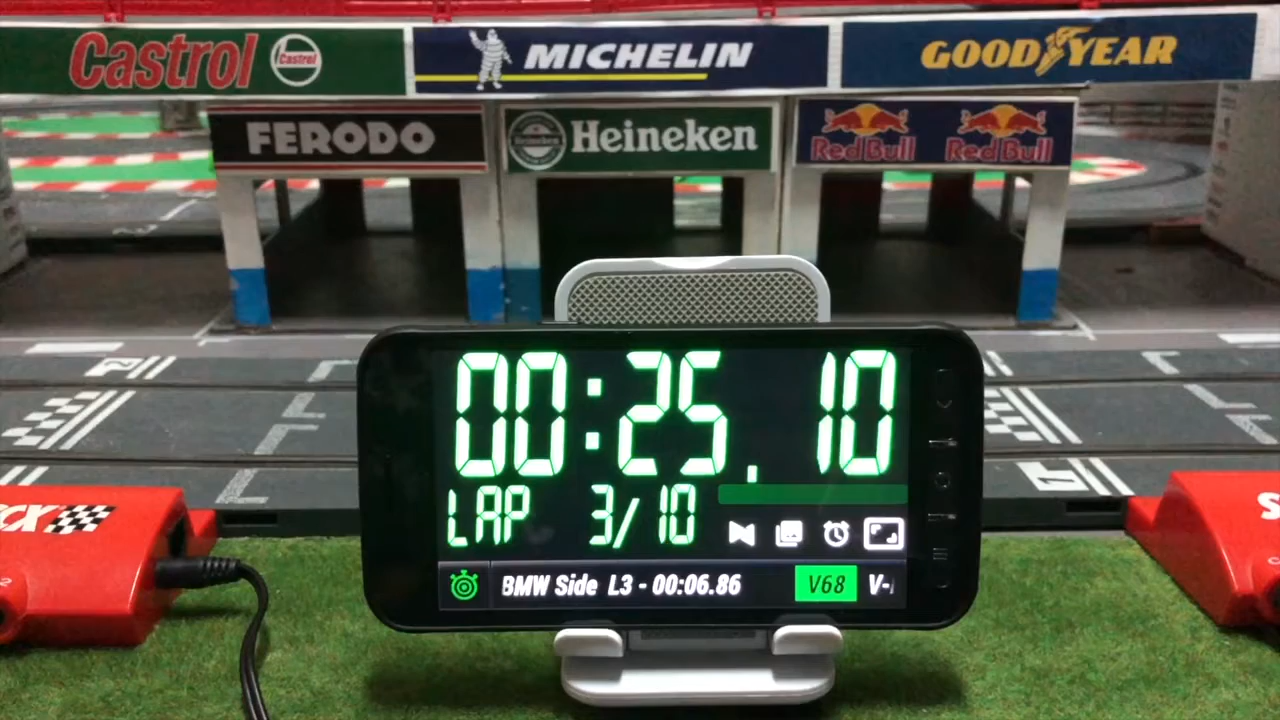 Castrol Castrol MICHELIN GOODYEAR
FERODO Heineken Red Bull Red Bull
00:25.10
LAP 3/10
BMW Side L3 - 00:06.86 V68 V-